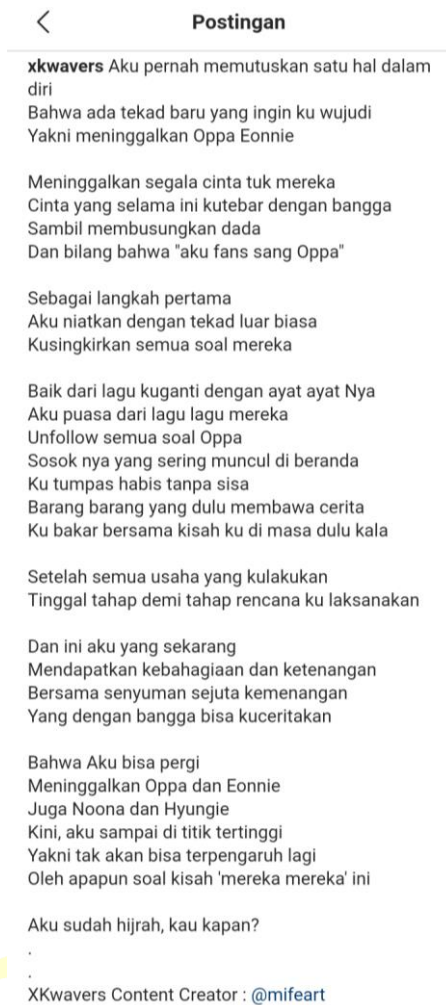 Postingan
xkwavers Aku pernah memutuskan satu hal dalam
diri
Bahwa ada tekad baru yang ingin ku wujudi
Yakni meninggalkan Oppa Eonnie
Meninggalkan segala cinta tuk mereka
Cinta yang selama ini kutebar dengan bangga
Sambil membusungkan dada
Dan bilang bahwa "aku fans sang Oppa"
Sebagai langkah pertama
Aku niatkan dengan tekad luar biasa
Kusingkirkan semua soal mereka
Baik dari lagu kuganti dengan ayat ayat Nya
Aku puasa dari lagu lagu mereka
Unfollow semua soal Oppa
Sosok nya yang sering muncul di beranda
Ku tumpas habis tanpa sisa
Barang barang yang dulu membawa cerita
Ku bakar bersama kisah ku di masa dulu kala
Setelah semua usaha yang kulakukan
Tinggal tahap demi tahap rencana ku laksanakan
Dan ini aku yang sekarang
Mendapatkan kebahagiaan dan ketenangan
Bersama senyuman sejuta kemenangan
Yang dengan bangga bisa kuceritakan
Bahwa Aku bisa pergi
Meninggalkan Oppa dan Eonnie
Juga Noona dan Hyungie
Kini, aku sampai di titik tertinggi
Yakni tak akan bisa terpengaruh lagi
Oleh apapun soal kisah 'mereka mereka' ini
Aku sudah hijrah, kau kapan?
.
.
XKwavers Content Creator : @mifeart